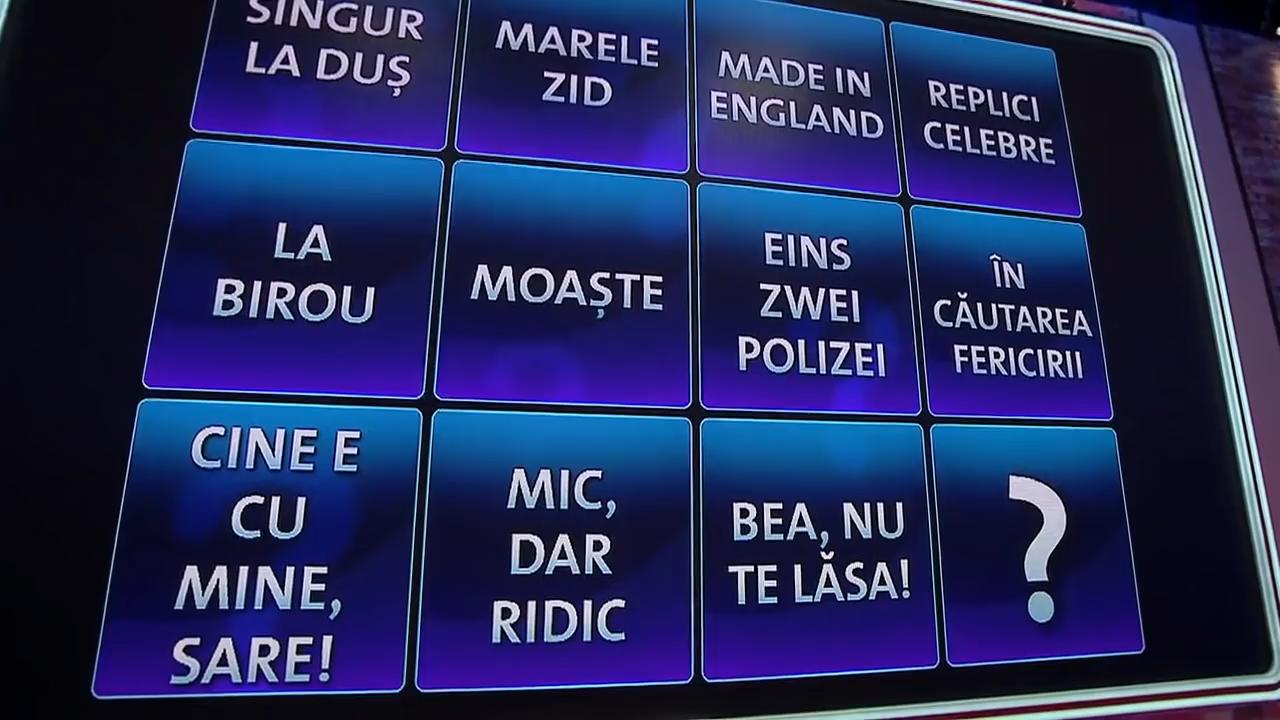 SINGUR
LA DUȘ
MARELE
ZID
MADE IN
ENGLAND
REPLICI
CELEBRE
LA
BIROU
MOAȘTE
EINS
ZWEI
POLIZEI
ÎN
CĂUTAREA
FERICIRII
CINE E
CU
MINE,
SARE!
MIC,
DAR
RIDIC
BEA, NU
TE LĂSA!
?